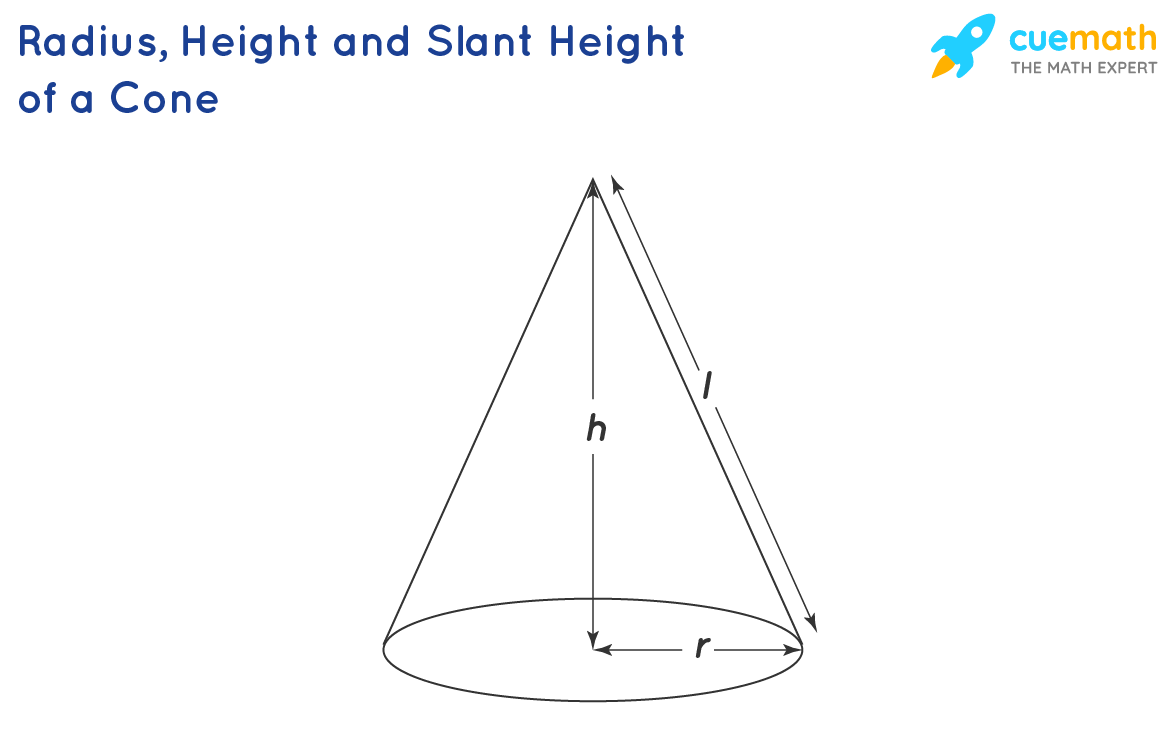 Radius, Height and Slant Height
of a Cone
cuemath
THE MATH EXPERT
l
h
r